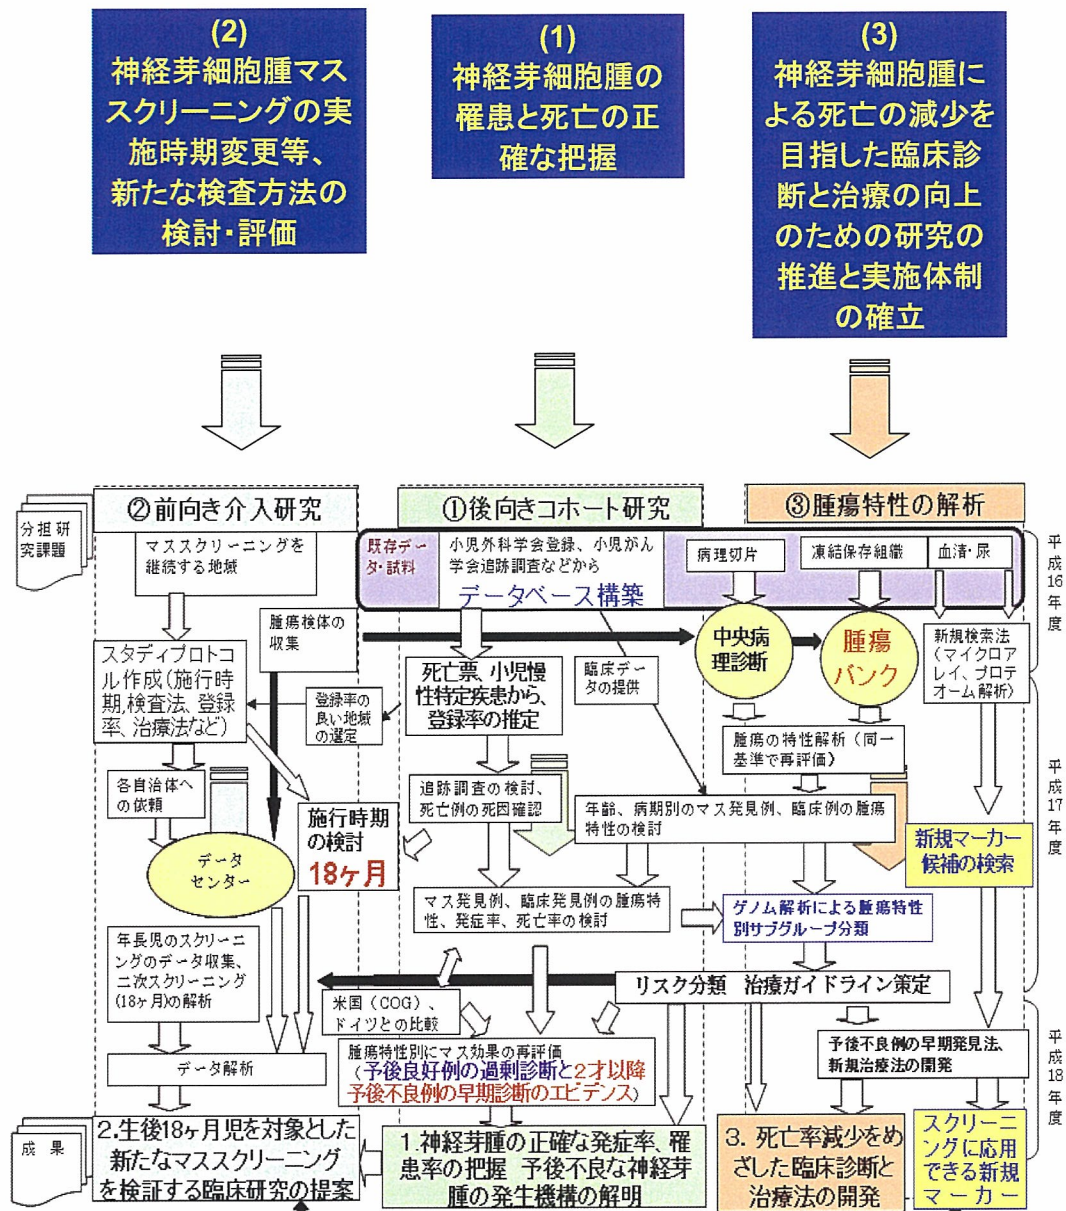 (2)
神経芽細胞腫マス
スクリーニングの実
施時期変更等、
新たな検査方法の
検討・評価
(1)
神経芽細胞腫の
罹患と死亡の正
確な把握
(3)
神経芽細胞腫に
よる死亡の減少を
目指した臨床診
断と治療の向上
のための研究の
推進と実施体制
の確立
分担研
究課題
②前向き介入研究
①後向きコホート研究
③腫瘍特性の解析
マススクリーニングを
継続する地域
既存デー
タ・試料
小児外科学会登録、小児がん
学会追跡調査などから
データベース構築
病理切片
凍結保存組織
血清・尿
平成16年度
腫瘍検体の
収集
スタディプロトコ
ル作成(施行時
期,検査法、登録
率、治療法など)
登録率の
良い地域
の選定
死亡票、小児慢
性特定疾患から、
登録率の推定
臨床デー
タの提供
中央病
理診断
腫瘍
バンク
新規検索法
(マイクロア
レイ、プロテ
オーム解析)
腫瘍の特性解析(同一
基準で再評価)
各自治体へ
の依頼
施行時期
の検討
18ヶ月
追跡調査の検討、
死亡例の死因確認
年齢、病期別のマス発見例、臨床例の腫瘍
特性の検討
平成17年度
新規マーカー
候補の検索
データ
センター
マス発見例、臨床発見例の腫瘍特
性、発症率、死亡率の検討
ゲノム解析による腫瘍特性
別サブグループ分類
年長児のスクリーニ
ングのデータ収集、
二次スクリーニング
(18ヶ月)の解析
リスク分類 治療ガイドライン策定
米国(COG)、
ドイツとの比較
データ解析
腫瘍特性別にマス効果の再評価
(予後良好例の過剰診断と2才以降
予後不良例の早期診断のエビデンス)
予後不良例の早期発見法、
新規治療法の開発
平成18年度
成 果
2.生後18ヶ月児を対象とした
新たなマススクリーニング
を検証する臨床研究の提案
1.神経芽腫の正確な発症率、罹
患率の把握 予後不良な神経芽
腫の発生機構の解明
3. 死亡率減少をめ
ざした臨床診断と
治療法の開発
スクリーニ
ングに応用
できる新規
マーカー